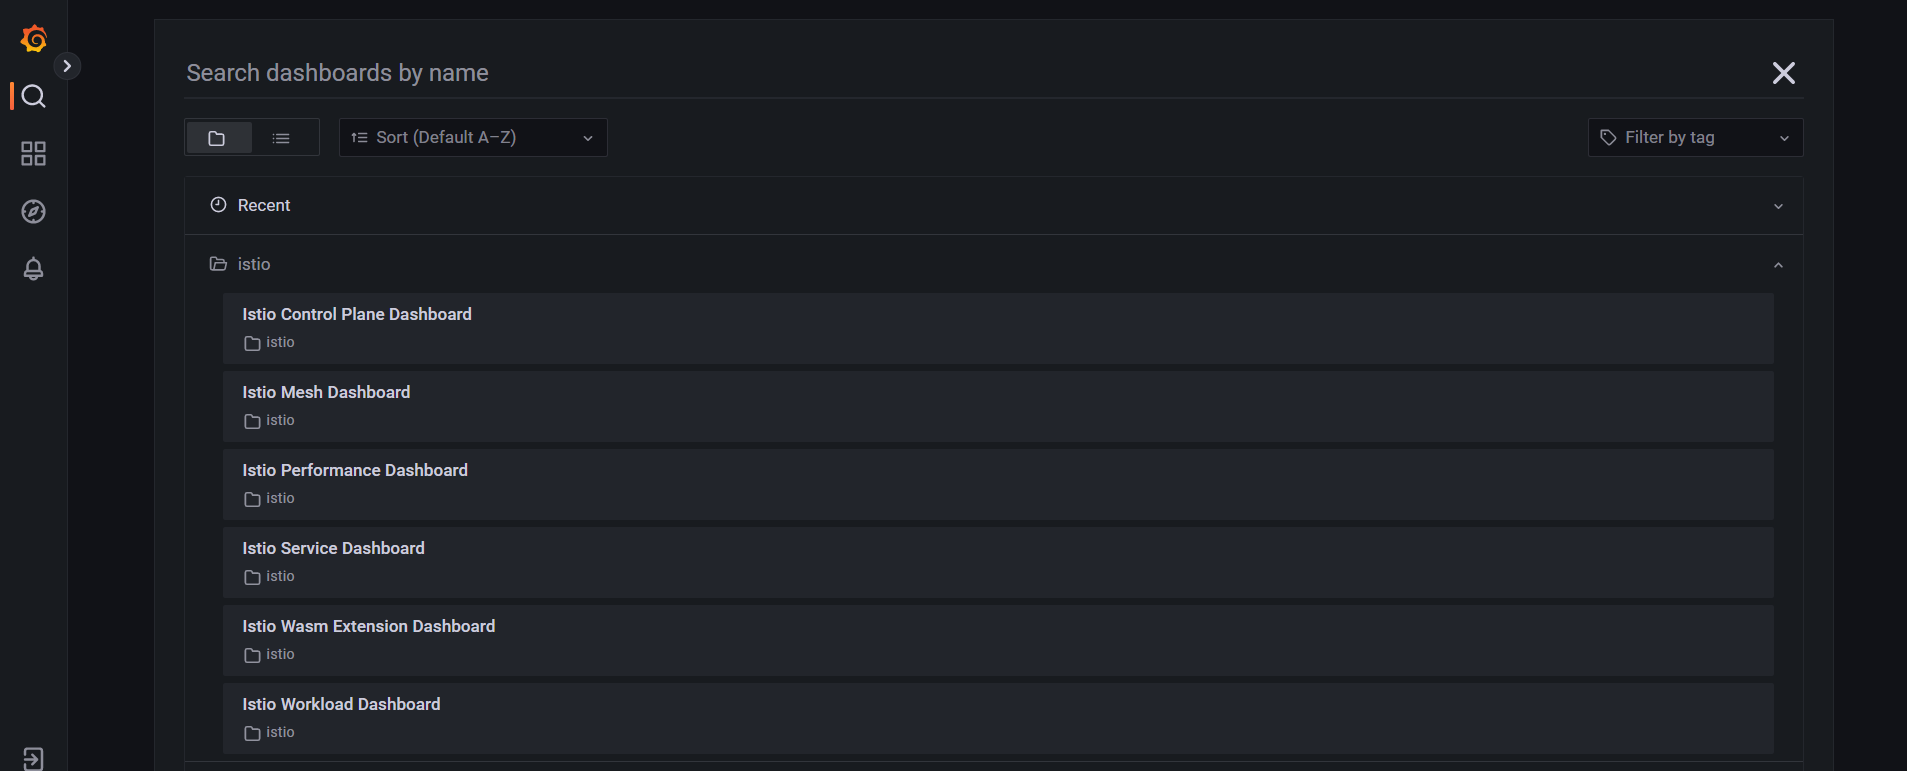 Search dashboards by name
Sort (Default A–Z)
Filter by tag
Recent
istio
Istio Control Plane Dashboard
istio
Istio Mesh Dashboard
istio
Istio Performance Dashboard
istio
Istio Service Dashboard
istio
Istio Wasm Extension Dashboard
istio
Istio Workload Dashboard
istio